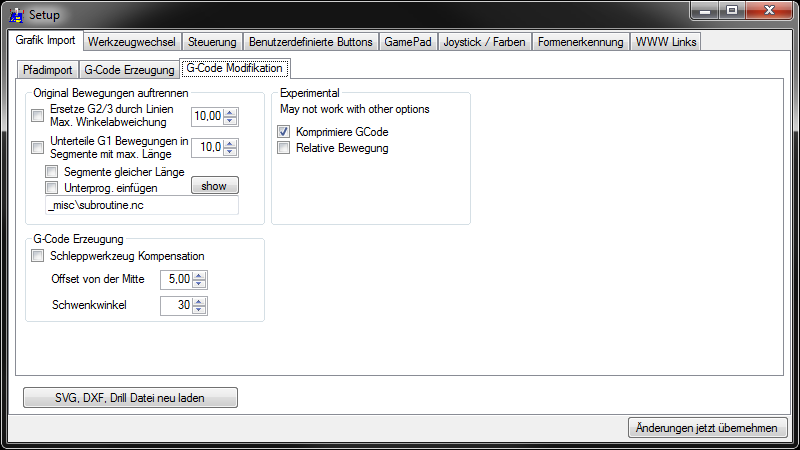 Setup
Grafik Import Werkzeugwechsel Steuerung Benutzerdefinierte Buttons GamePad Joystick / Farben Formenerkennung WWW Links
Pfadimport G-Code Erzeugung G-Code Modifikation
Original Bewegungen auftrennen
Ersetze G2/3 durch Linien
Max. Winkelabweichung 10,00
Unterteile G1 Bewegungen in
Segmente mit max. Länge 10,0
Segmente gleicher Länge
Unterprog. einfügen show
_misc\subroutine.nc
Experimental
May not work with other options
Komprimiere GCode
Relative Bewegung
G-Code Erzeugung
Schleppwerkzeug Kompensation
Offset von der Mitte 5,00
Schwenkwinkel 30
SVG, DXF, Drill Datei neu laden
Änderungen jetzt übernehmen